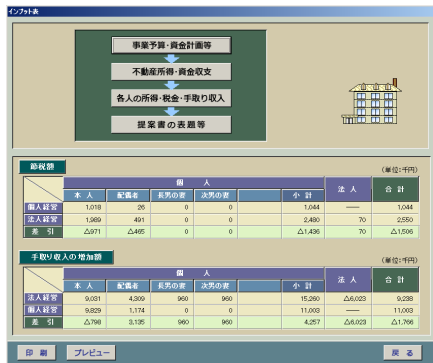 インプット表
事業予算・資金計画等
不動産所得・資金収支
各人の所得・税金・手取り収入
提案書の表題等
節税額
(単位:千円)
個 人 法 人 合 計
本 人 配偶者 長男の妻 次男の妻 小 計
個人経営 1,018 26 0 0 1,044 ―― 1,044
法人経営 1,989 491 0 0 2,480 70 2,550
差 引 △971 △465 0 0 △1,436 70 △1,506
手取り収入の増加額
(単位:千円)
個 人 法 人 合 計
本 人 配偶者 長男の妻 次男の妻 小 計
法人経営 9,031 4,309 960 960 15,260 △6,023 9,238
個人経営 9,829 1,174 0 0 11,003 ―― 11,003
差 引 △798 3,135 960 960 4,257 △6,023 △1,766
印 刷 プレビュー 戻 る